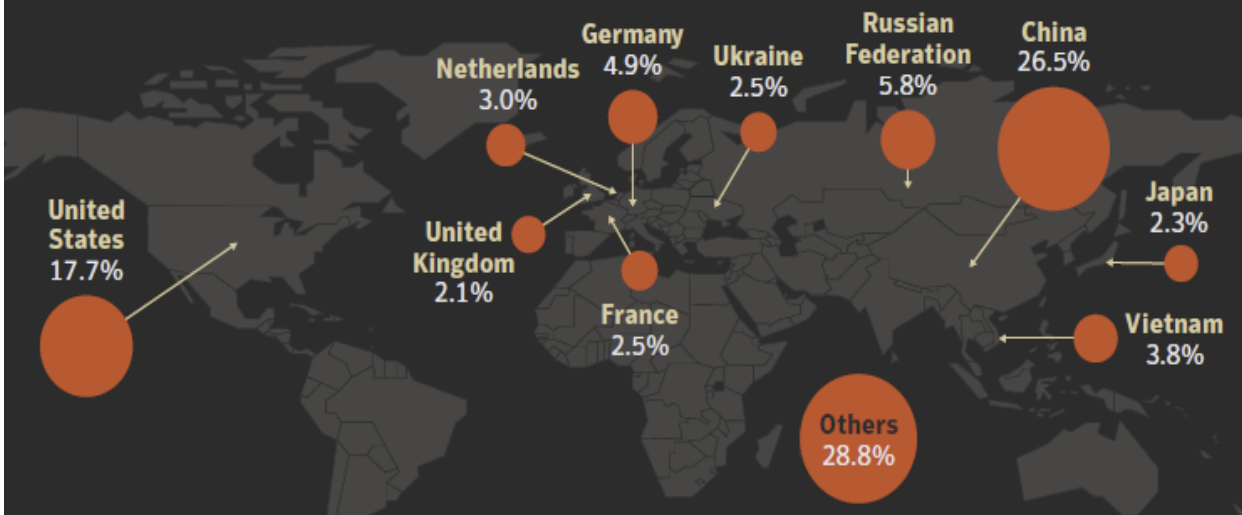 United
States
17.7%
Netherlands
3.0%
Germany
4.9%
Ukraine
2.5%
Russian
Federation
5.8%
China
26.5%
United
Kingdom
2.1%
France
2.5%
Japan
2.3%
Vietnam
3.8%
Others
28.8%